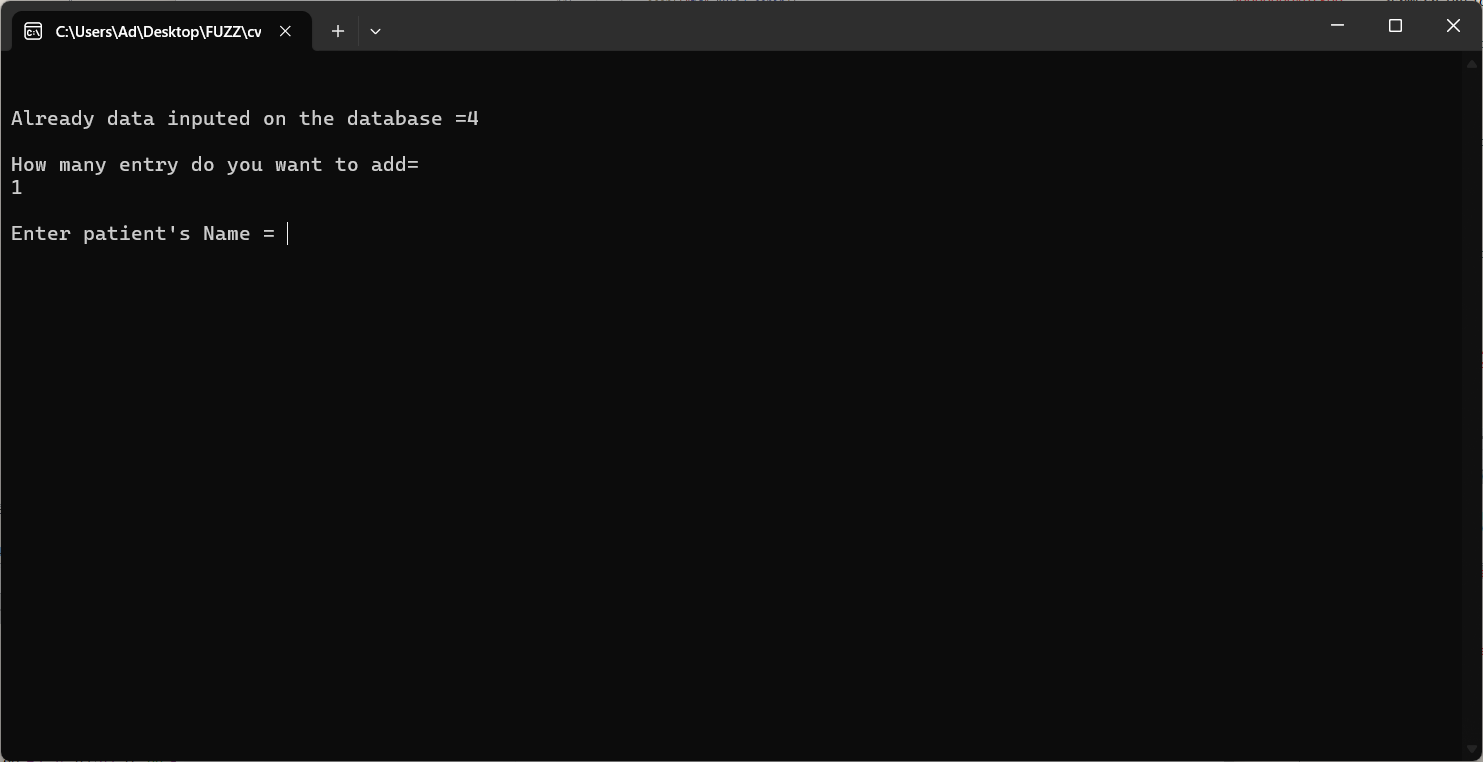 C:\Users\Ad\Desktop\FUZZ\cv
Already data inputed on the database =4
How many entry do you want to add=
1
Enter patient's Name =